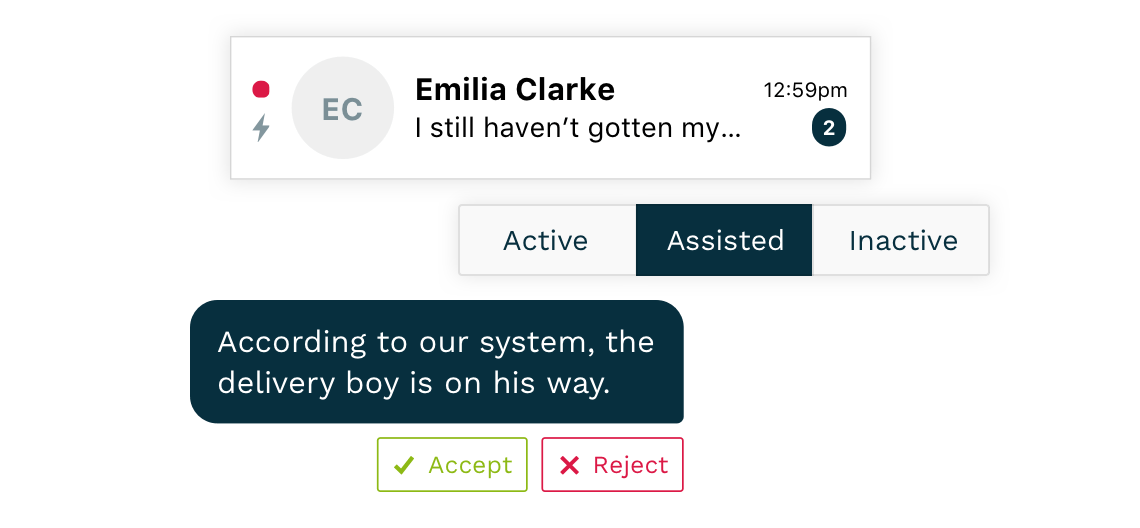 EC
Emilia Clarke
12:59pm
I still haven’t gotten my...
2
Active
Assisted
Inactive
According to our system, the
delivery boy is on his way.
Accept
Reject